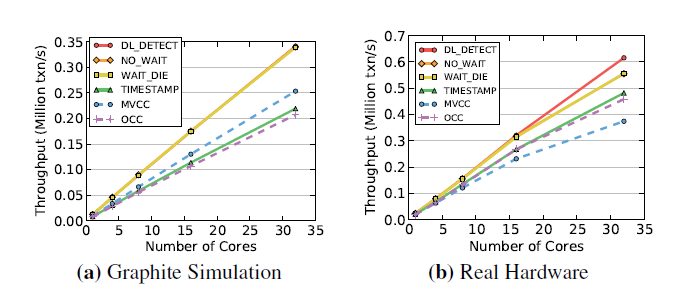 Throughput (Million txn/s)
0.35
0.30
0.25
0.20
0.15
0.10
0.05
0.00
DL_DETECT
NO_WAIT
WAIT_DIE
TIMESTAMP
MVCC
OCC
0 5 10 15 20 25 30 35
Number of Cores
(a) Graphite Simulation
Throughput (Million txn/s)
0.7
0.6
0.5
0.4
0.3
0.2
0.1
0.0
DL_DETECT
NO_WAIT
WAIT_DIE
TIMESTAMP
MVCC
OCC
0 5 10 15 20 25 30 35
Number of Cores
(b) Real Hardware